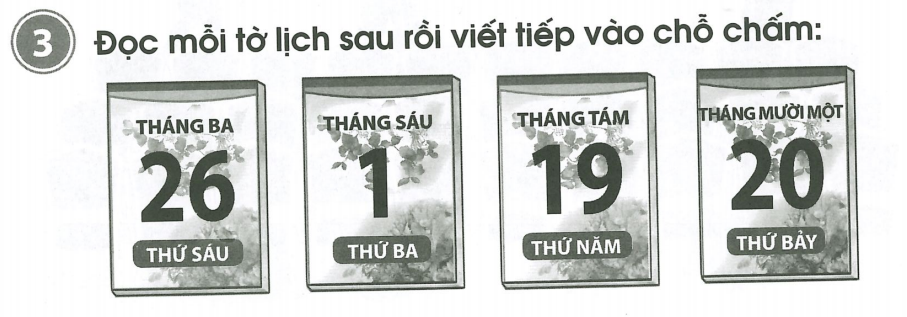 3 Đọc mỗi tờ lịch sau rồi viết tiếp vào chỗ chấm:
THÁNG BA
26
THỨ SÁU
THÁNG SÁU
1
THỨ BA
THÁNG TÁM
19
THỨ NĂM
THÁNG MƯỜI MỘT
20
THỨ BẢY